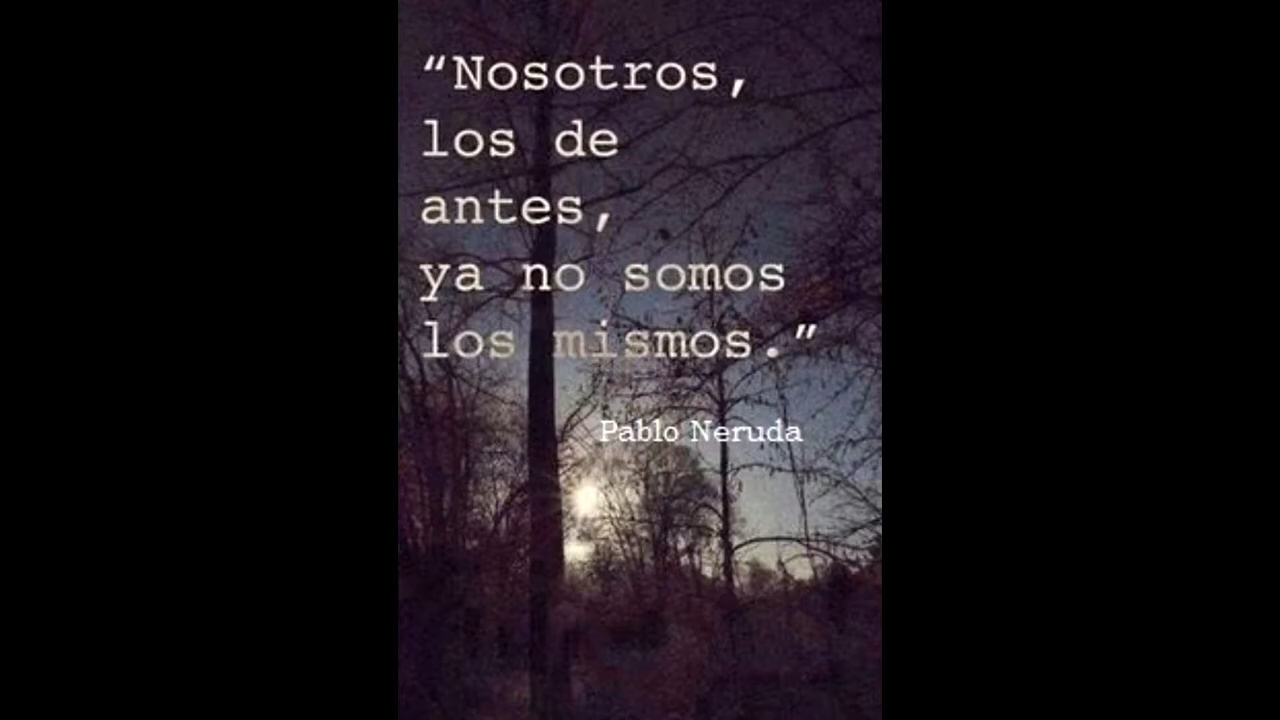 “Nosotros,
los de
antes,
ya no somos
los mismos.”
Pablo Neruda